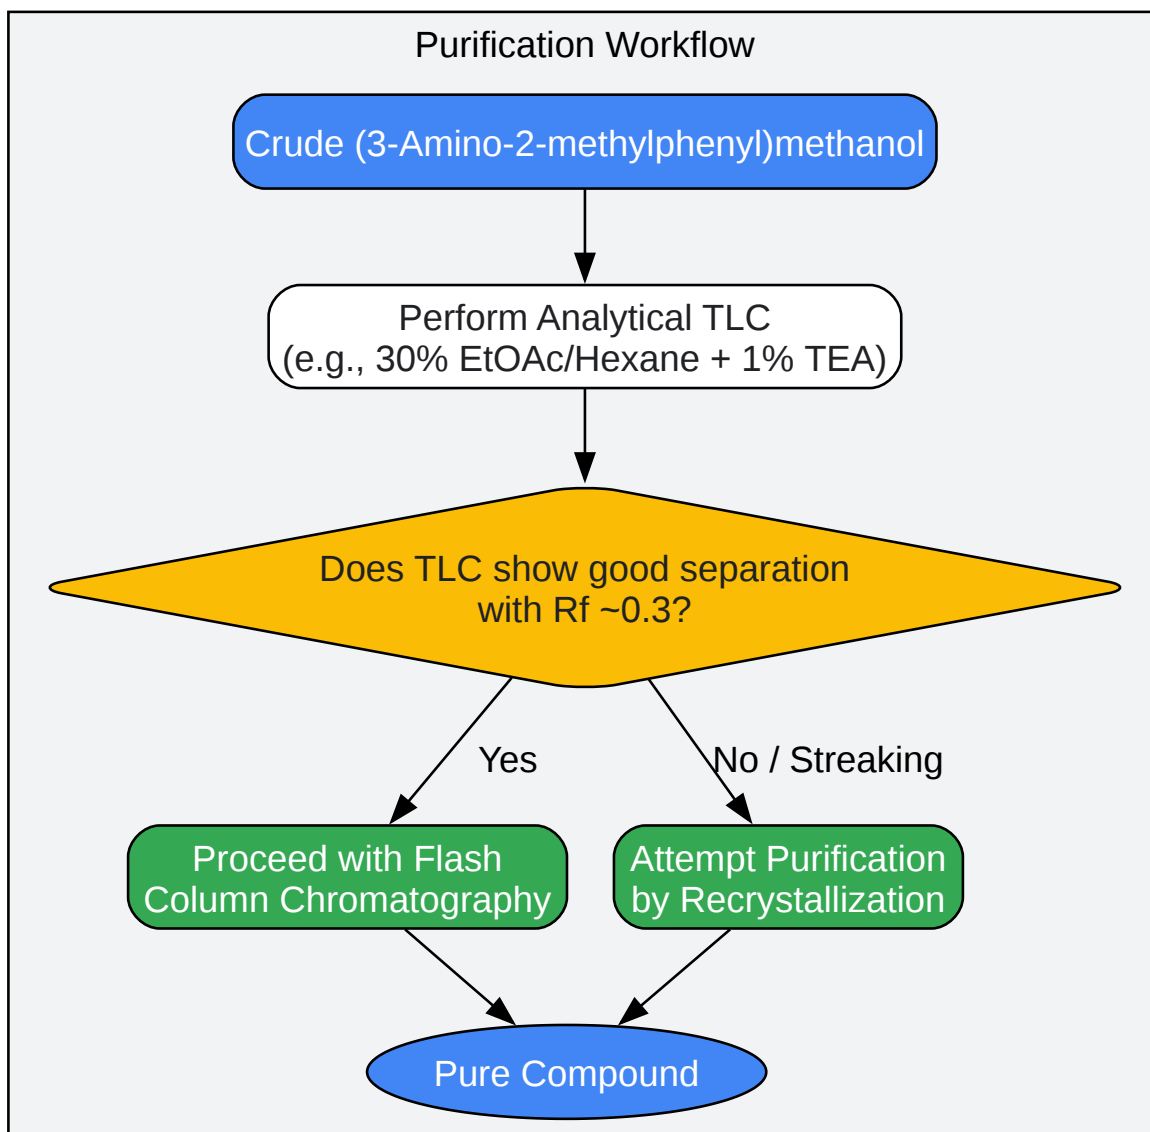 Purification Workflow
Crude (3-Amino-2-methylphenyl)methanol
Perform Analytical TLC
(e.g., 30% EtOAc/Hexane + 1% TEA)
Does TLC show good separation
with Rf ~0.3?
Yes
No / Streaking
Proceed with Flash
Column Chromatography
Attempt Purification
by Recrystallization
Pure Compound